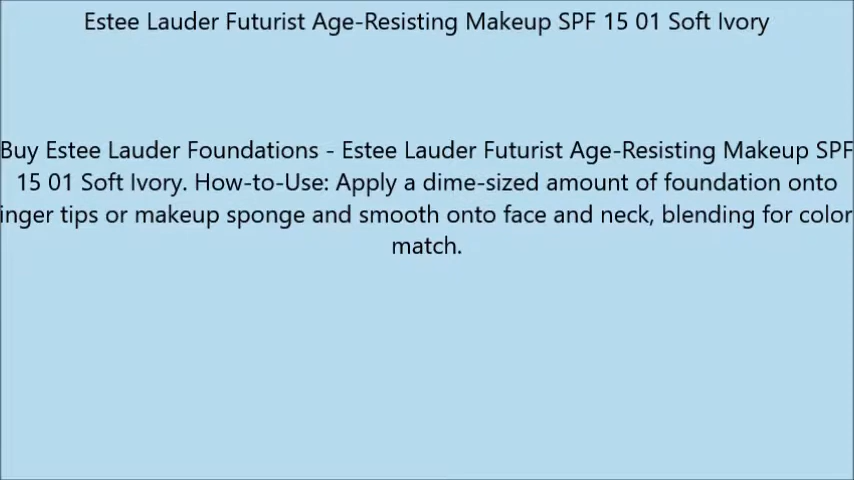 Estee Lauder Futurist Age-Resisting Makeup SPF 15 01 Soft Ivory
Buy Estee Lauder Foundations - Estee Lauder Futurist Age-Resisting Makeup SPF
15 01 Soft Ivory. How-to-Use: Apply a dime-sized amount of foundation onto
inger tips or makeup sponge and smooth onto face and neck, blending for color
match.